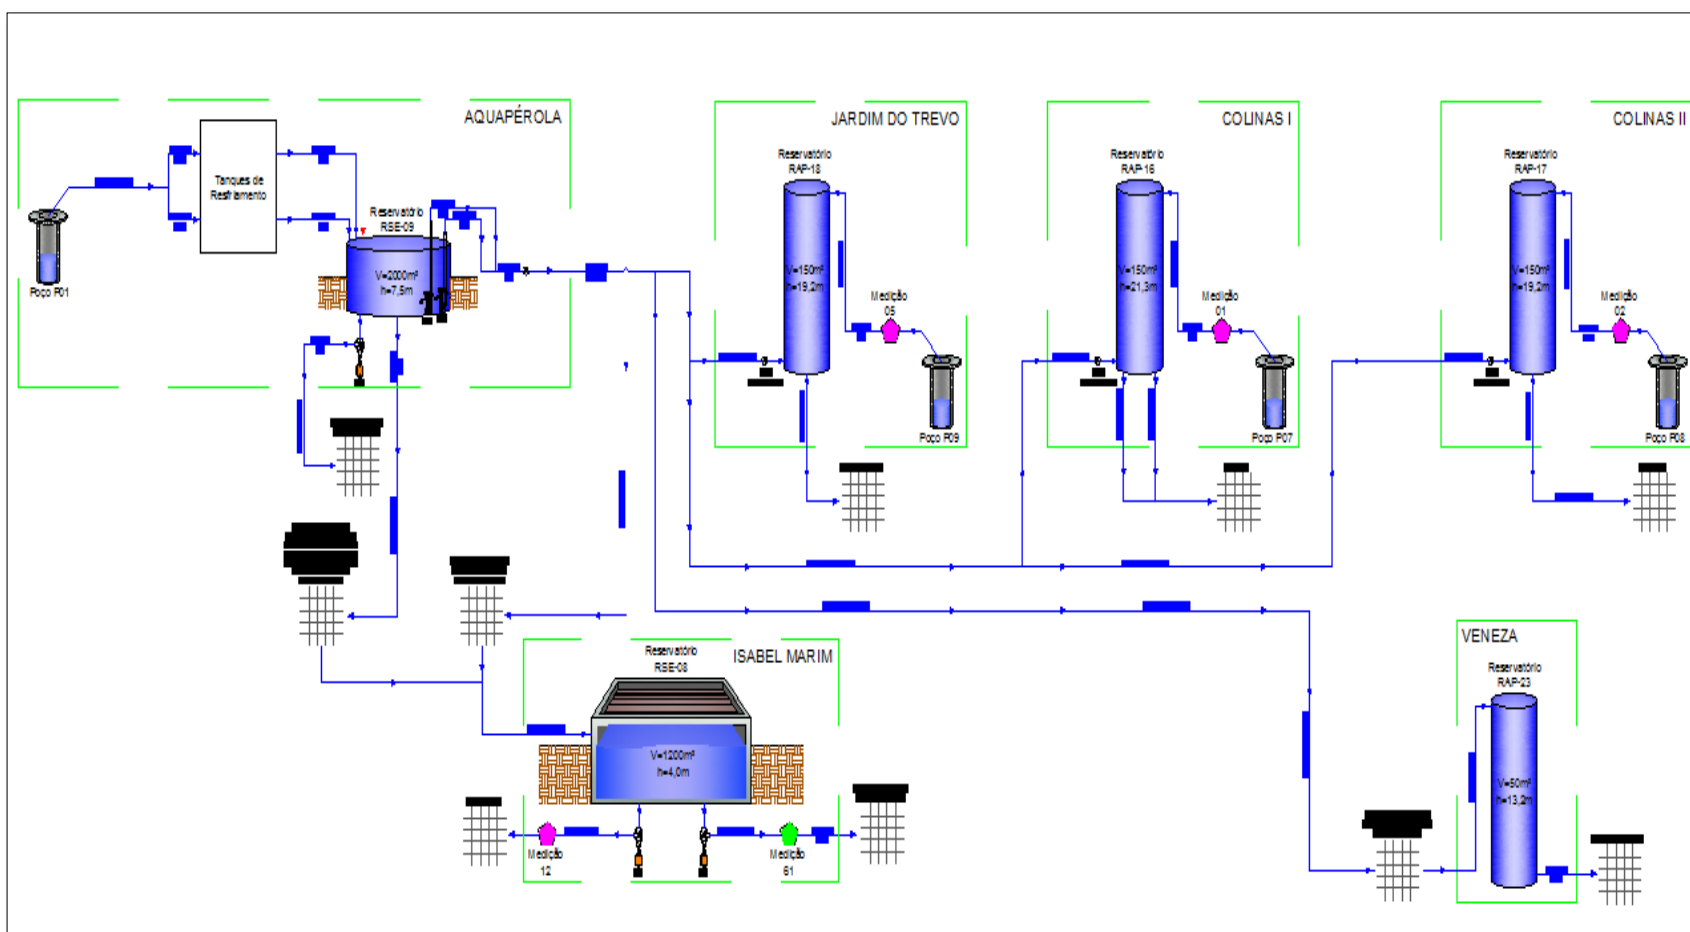 AQUAPÉROLA
Tanques de
Resfriamento
Poço P01
Reservatório
RSE-09
V=2000m³
h=7,5m
JARDIM DO TREVO
Reservatório
RAP-18
V=150m³
h=19,2m
Medição
05
Poço P09
COLINAS I
Reservatório
RAP-16
V=150m³
h=21,3m
Medição
01
Poço P07
COLINAS II
Reservatório
RAP-17
V=150m³
h=19,2m
Medição
02
Poço P08
ISABEL MARIM
Reservatório
RSE-08
V=1200m³
h=4,0m
Medição
12
Medição
61
VENEZA
Reservatório
RAP-23
V=50m³
h=13,2m